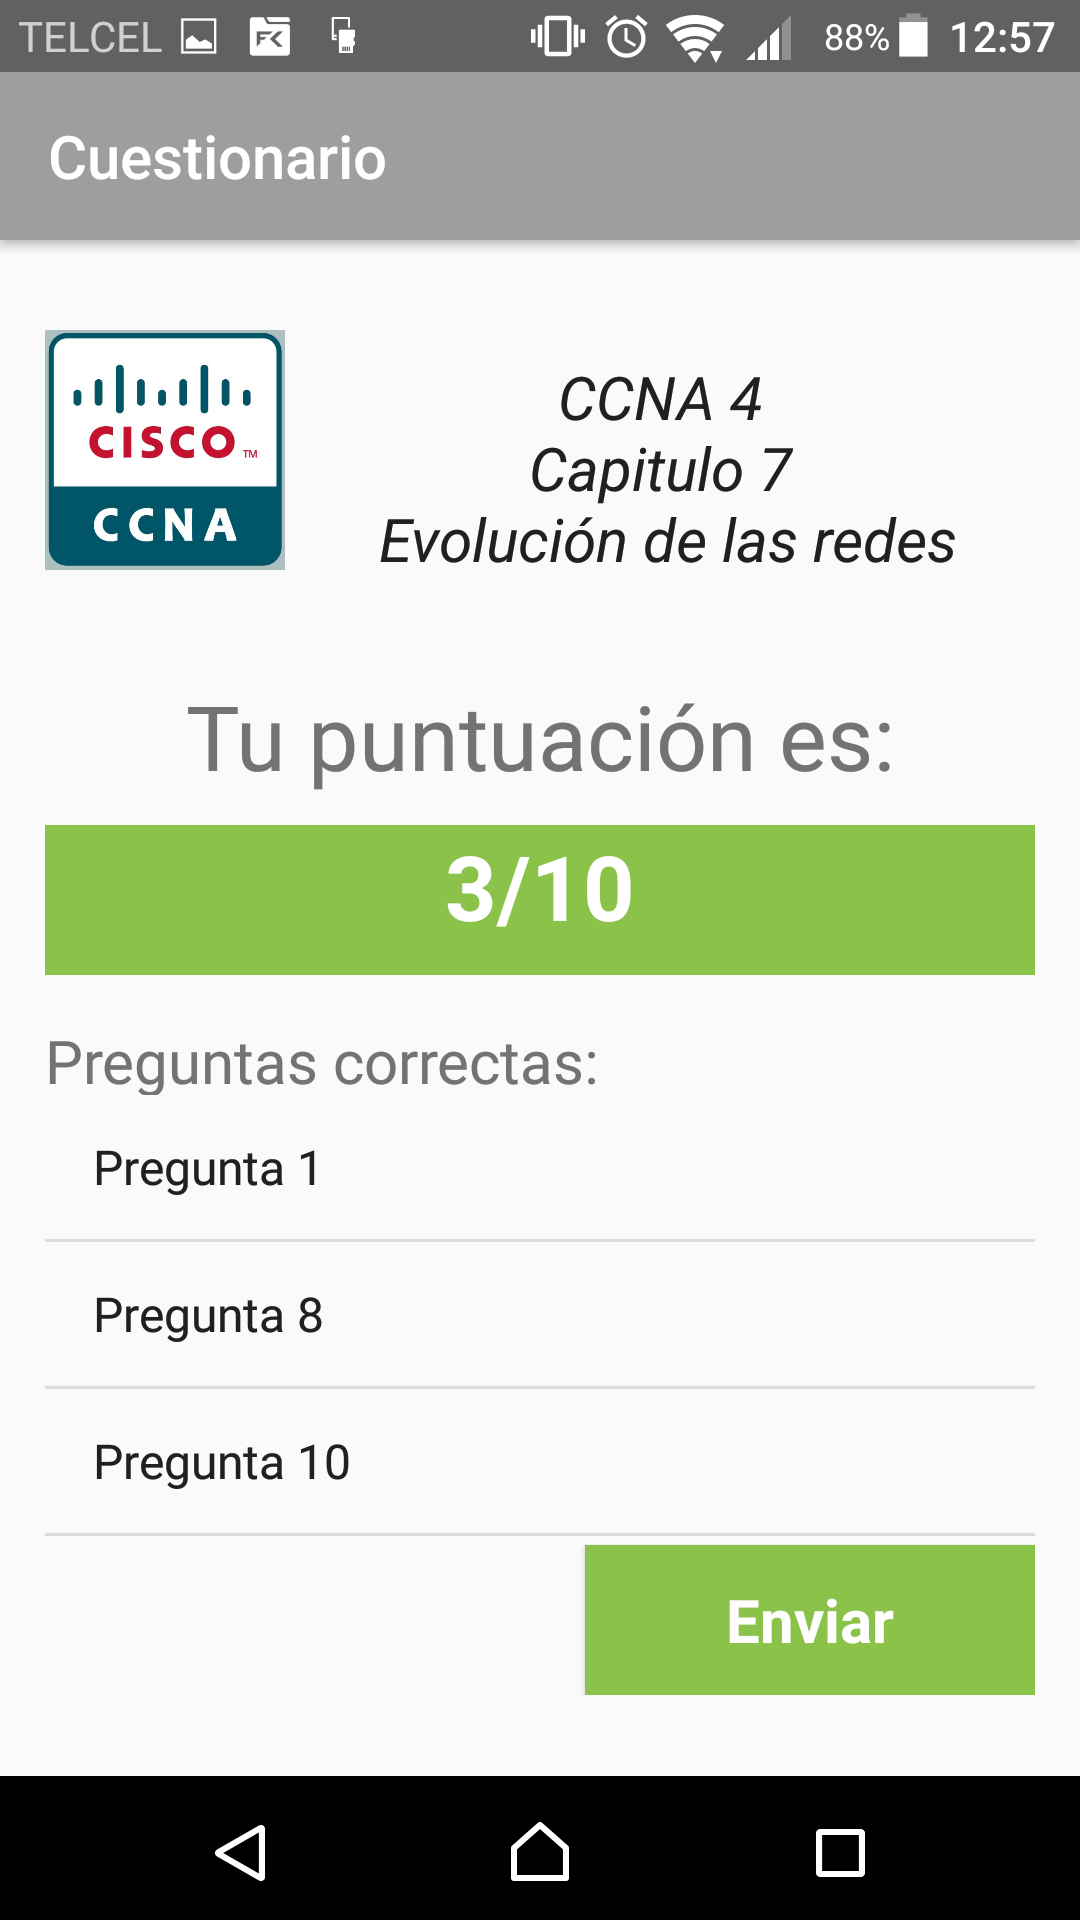 TELCEL 88% 12:57
Cuestionario
CISCO™
CCNA
CCNA 4
Capitulo 7
Evolución de las redes
Tu puntuación es:
3/10
Preguntas correctas:
Pregunta 1
Pregunta 8
Pregunta 10
Enviar